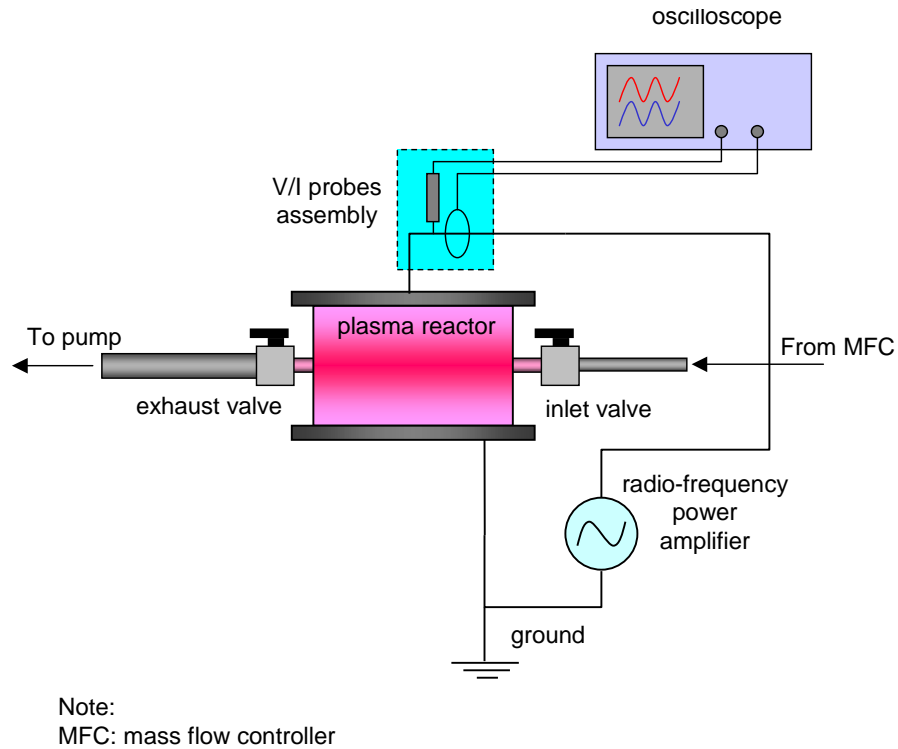 oscilloscope
V/I probes
assembly
plasma reactor
To pump
From MFC
exhaust valve
inlet valve
radio-frequency
power
amplifier
ground
Note:
MFC: mass flow controller